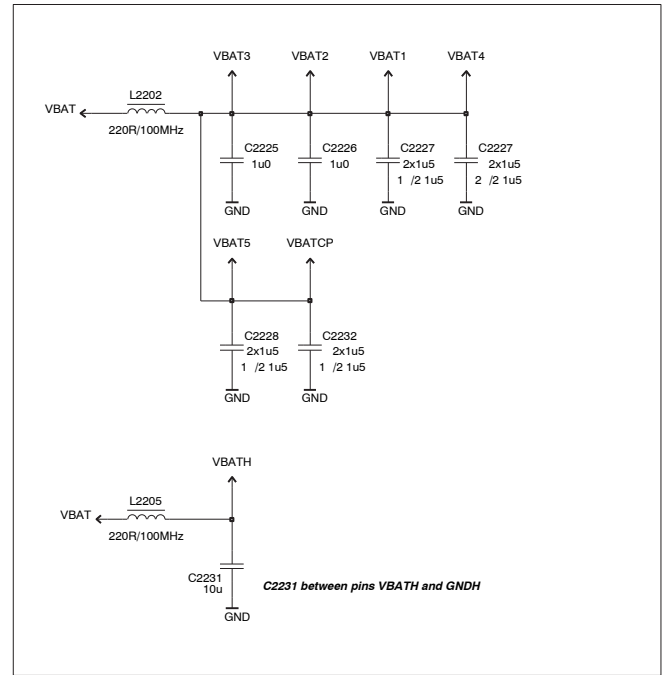 VBAT3 VBAT2 VBAT1 VBAT4
L2202
VBAT
220R/100MHz
C2225 C2226 C2227 C2227
1u0 1u0 2x1u5 2x1u5
1 /2 1u5 2 /2 1u5
GND GND GND GND
VBAT5 VBATCP
C2228 C2232
2x1u5 2x1u5
1 /2 1u5 1 /2 1u5
GND GND
VBATH
L2205
VBAT
220R/100MHz
C2231
10u
C2231 between pins VBATH and GNDH
GND